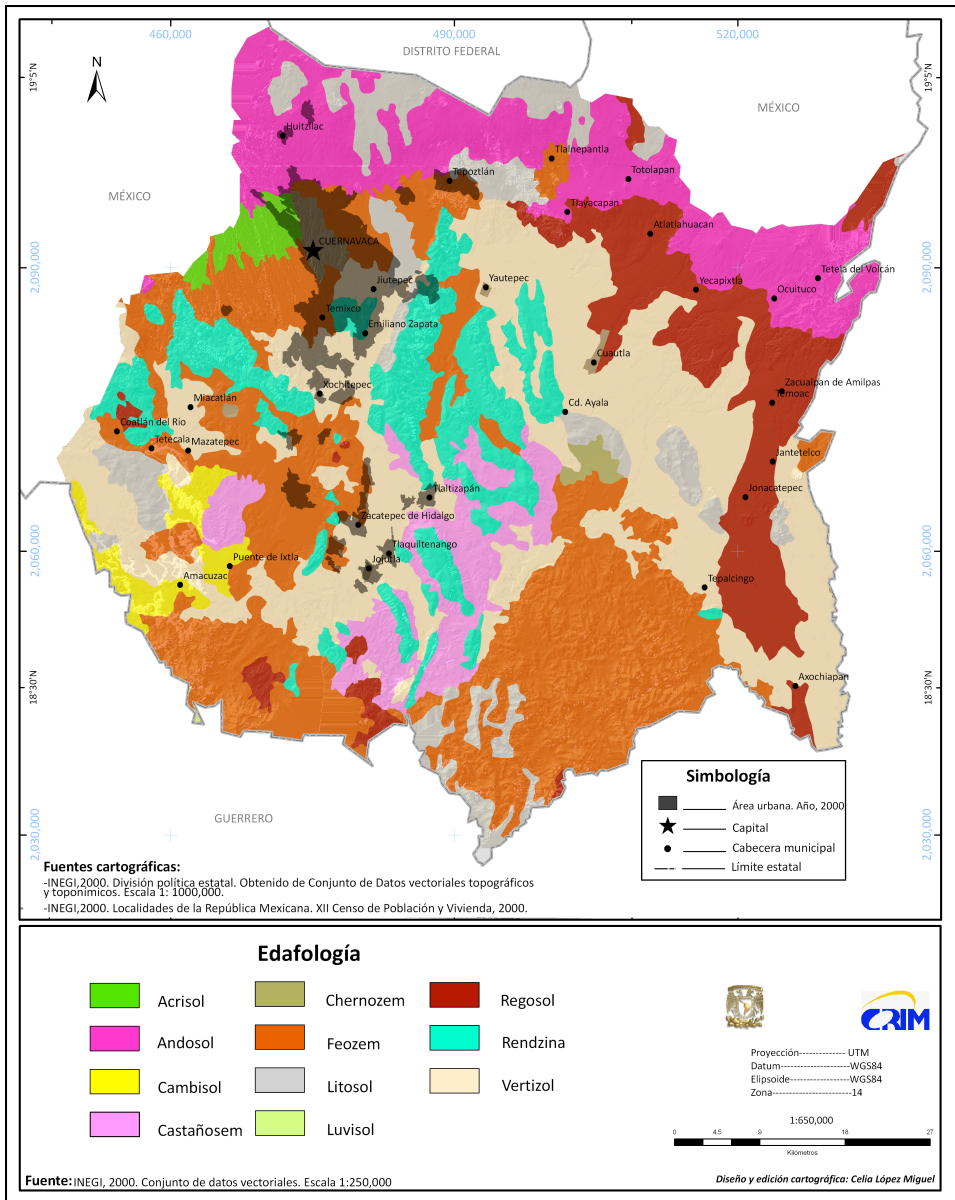 460,000
490,000
520,000
DISTRITO FEDERAL
19°5'N
19°5'N
N
MÉXICO
Huitzilac
Tlalnepantla
Tepoztlán
Totolapan
MÉXICO
Tlayacapan
Atlatlahuacan
CUERNAVACA
2,090,000
2,090,000
Jiutepec
Yautepec
Yecapixtla
Tetela del Volcán
Ocuituco
Temixco
Emiliano Zapata
Cuautla
Xochitepec
Zacualpan de Amilpas
Temoac
Miacatlán
Cd. Ayala
Coatlán del Río
Tetecala
Mazatepec
Jantetelco
Tlaltizapán
Jonacatepec
Zacatepec de Hidalgo
Tlaquiltenango
2,060,000
2,060,000
Puente de Ixtla
Jojutla
Amacuzac
Tepalcingo
18°30'N
18°30'N
Axochiapan
GUERRERO
2,030,000
2,030,000
Simbología
Área urbana. Año, 2000
Capital
Cabecera municipal
Límite estatal
Fuentes cartográficas:
-INEGI,2000. División política estatal. Obtenido de Conjunto de Datos vectoriales topográficos
y toponímicos. Escala 1: 1000,000.
-INEGI,2000. Localidades de la República Mexicana. XII Censo de Población y Vivienda, 2000.
Edafología
Acrisol
Andosol
Cambisol
Castañosem
Chernozem
Feozem
Litosol
Luvisol
Regosol
Rendzina
Vertizol
CRIM
Proyección-------------- UTM
Datum-------------------WGS84
Elipsoide----------------WGS84
Zona---------------------14
1:650,000
0 4.5 9 18 27
Kilómetros
Fuente: INEGI, 2000. Conjunto de datos vectoriales. Escala 1:250,000
Diseño y edición cartográfica: Celia López Miguel